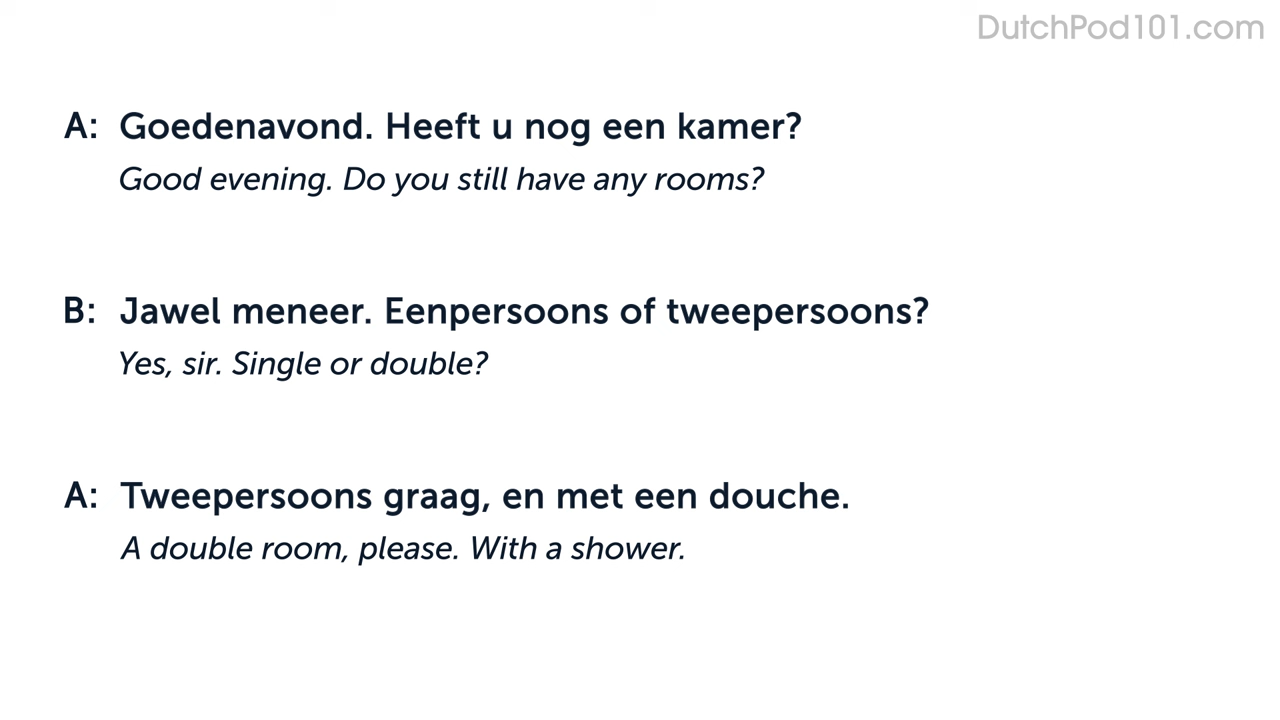 DutchPod101.com
A: Goedenavond. Heeft u nog een kamer?
Good evening. Do you still have any rooms?
B: Jawel meneer. Eenpersoons of tweepersoons?
Yes, sir. Single or double?
A: Tweepersoons graag, en met een douche.
A double room, please. With a shower.